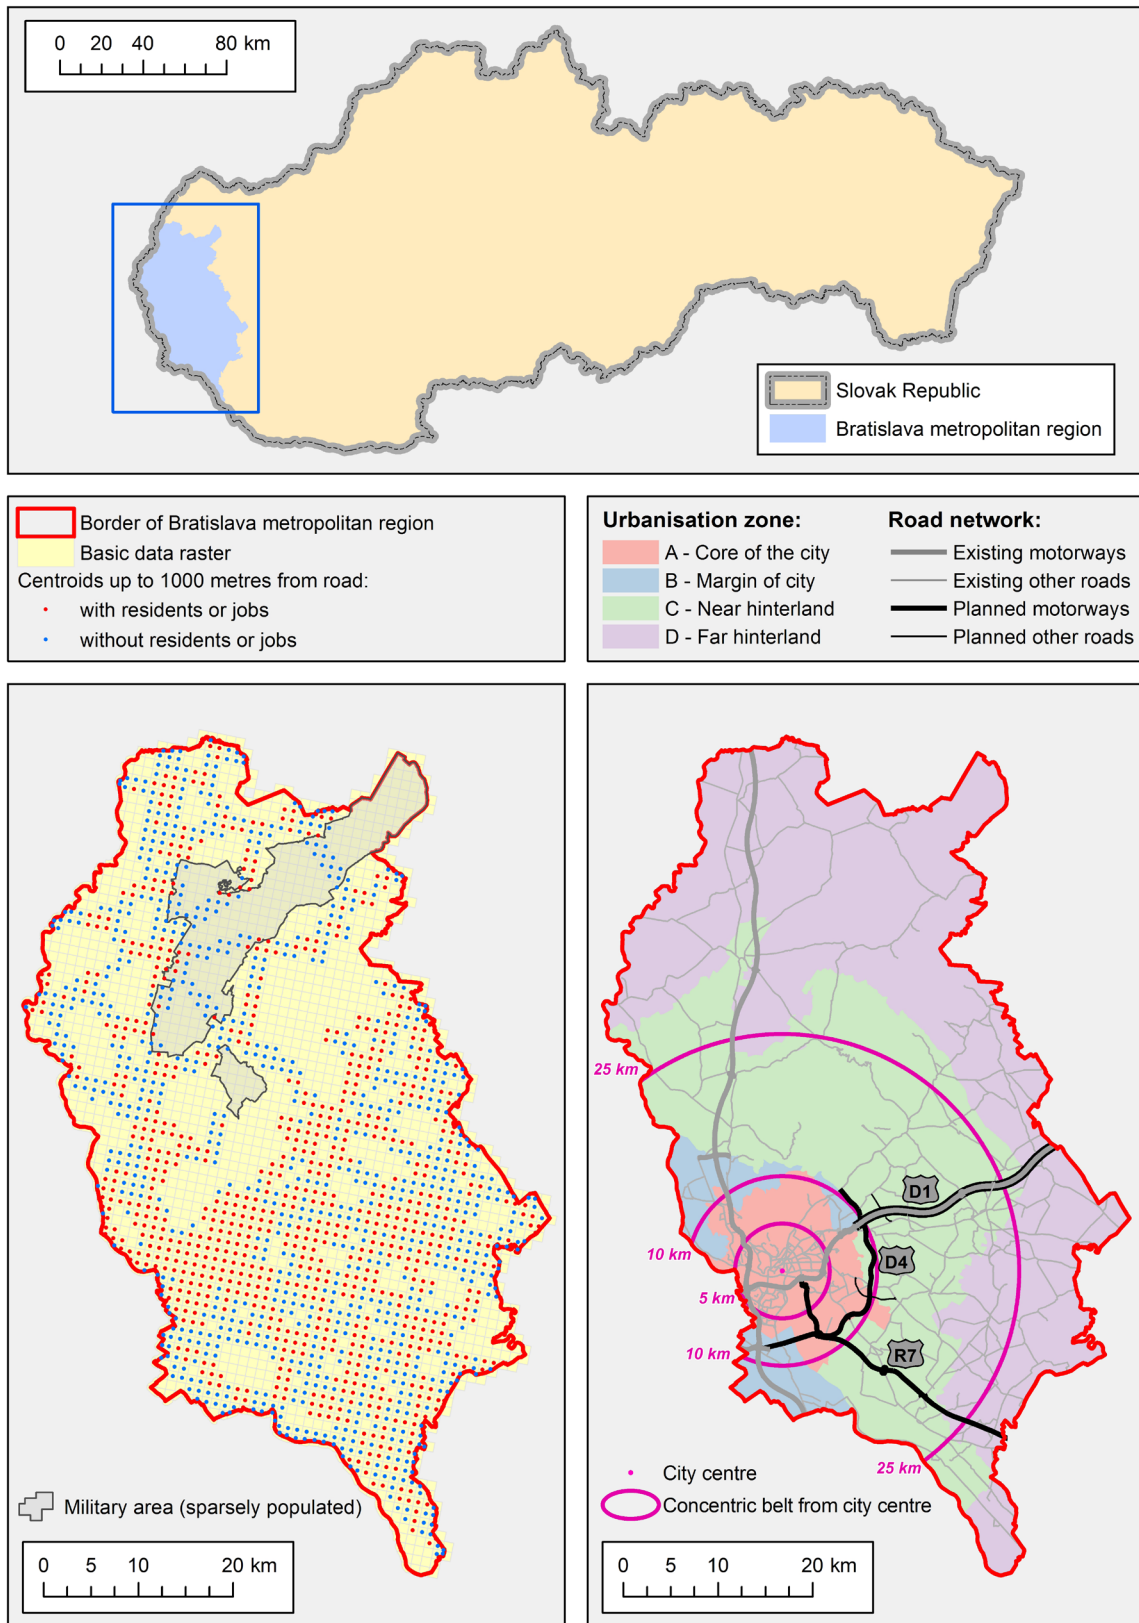 0 20 40 80 km
Slovak Republic
Bratislava metropolitan region
Border of Bratislava metropolitan region
Basic data raster
Centroids up to 1000 metres from road:
with residents or jobs
without residents or jobs
Urbanisation zone:
A - Core of the city
B - Margin of city
C - Near hinterland
D - Far hinterland
Road network:
Existing motorways
Existing other roads
Planned motorways
Planned other roads
Military area (sparsely populated)
0 5 10 20 km
25 km
D1
10 km
D4
5 km
10 km
R7
25 km
City centre
Concentric belt from city centre
0 5 10 20 km